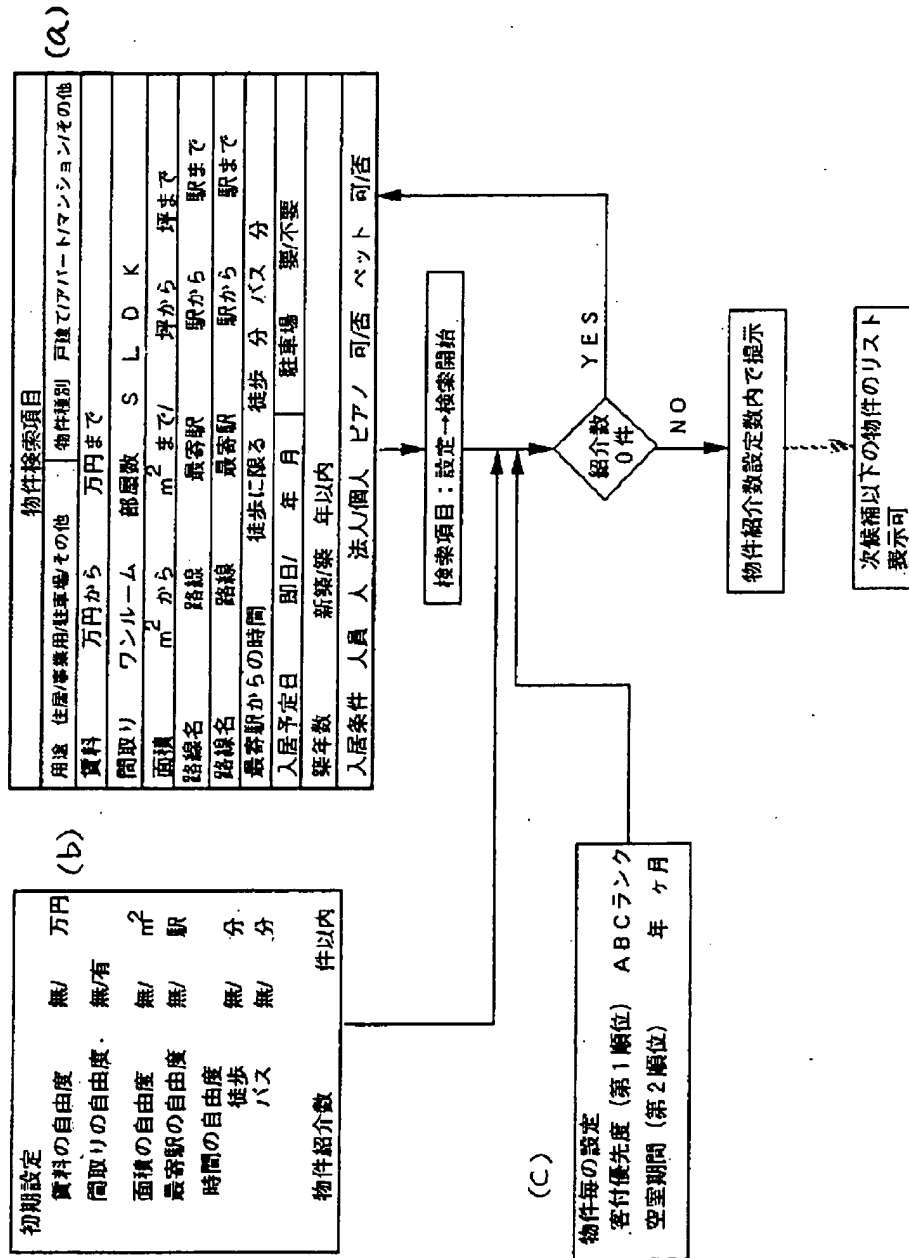 (a)
物件検索項目
用途 住居/事業用/駐車場/その他 物件種別 戸建て/アパート/マンション/その他
賃料 万円から 万円まで
間取り ワンルーム 部屋数 S L D K
面積 m² から m² まで/ 坪から 坪まで
路線名 路線 最寄駅 駅から 駅まで
路線名 路線 最寄駅 駅から 駅まで
最寄駅からの時間 徒歩に限る 徒歩 分 バス 分
入居予定日 即日/ 年 月 駐車場 要/不要
築年数 新築/築 年以内
入居条件 人員 人 法人/個人 ピアノ 可/否 ペット 可/否
(b)
初期設定
賃料の自由度 無/ 万円
間取りの自由度. 無/有
面積の自由度 無/ m²
最寄駅の自由度 無/ 駅
時間の自由度
徒歩 無/ 分
バス 無/ 分
物件紹介数 件以内
(c)
物件毎の設定
客付優先度 (第1順位) ABCランク
空室期間 (第2順位) 年 ヶ月
検索項目：設定→検索開始
紹介数
0件
YES
NO
物件紹介数設定数内で提示
次候補以下の物件のリスト
表示可